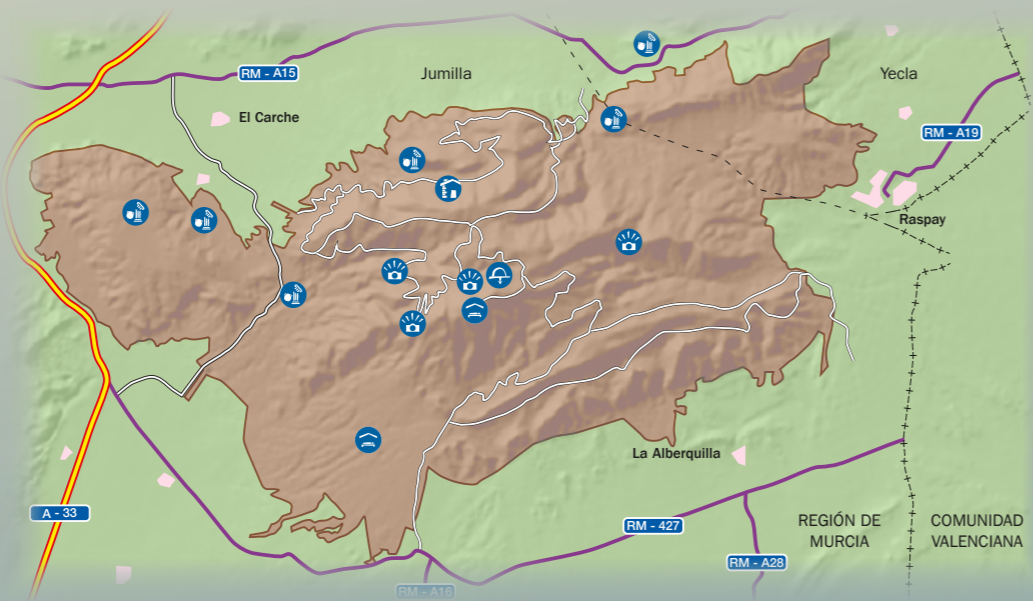 RM - A15
Jumilla
Yecla
El Carche
RM - A19
Raspay
La Alberquilla
A - 33
RM - 427
REGIÓN DE
MURCIA
COMUNIDAD
VALENCIANA
RM - A28
RM - A16